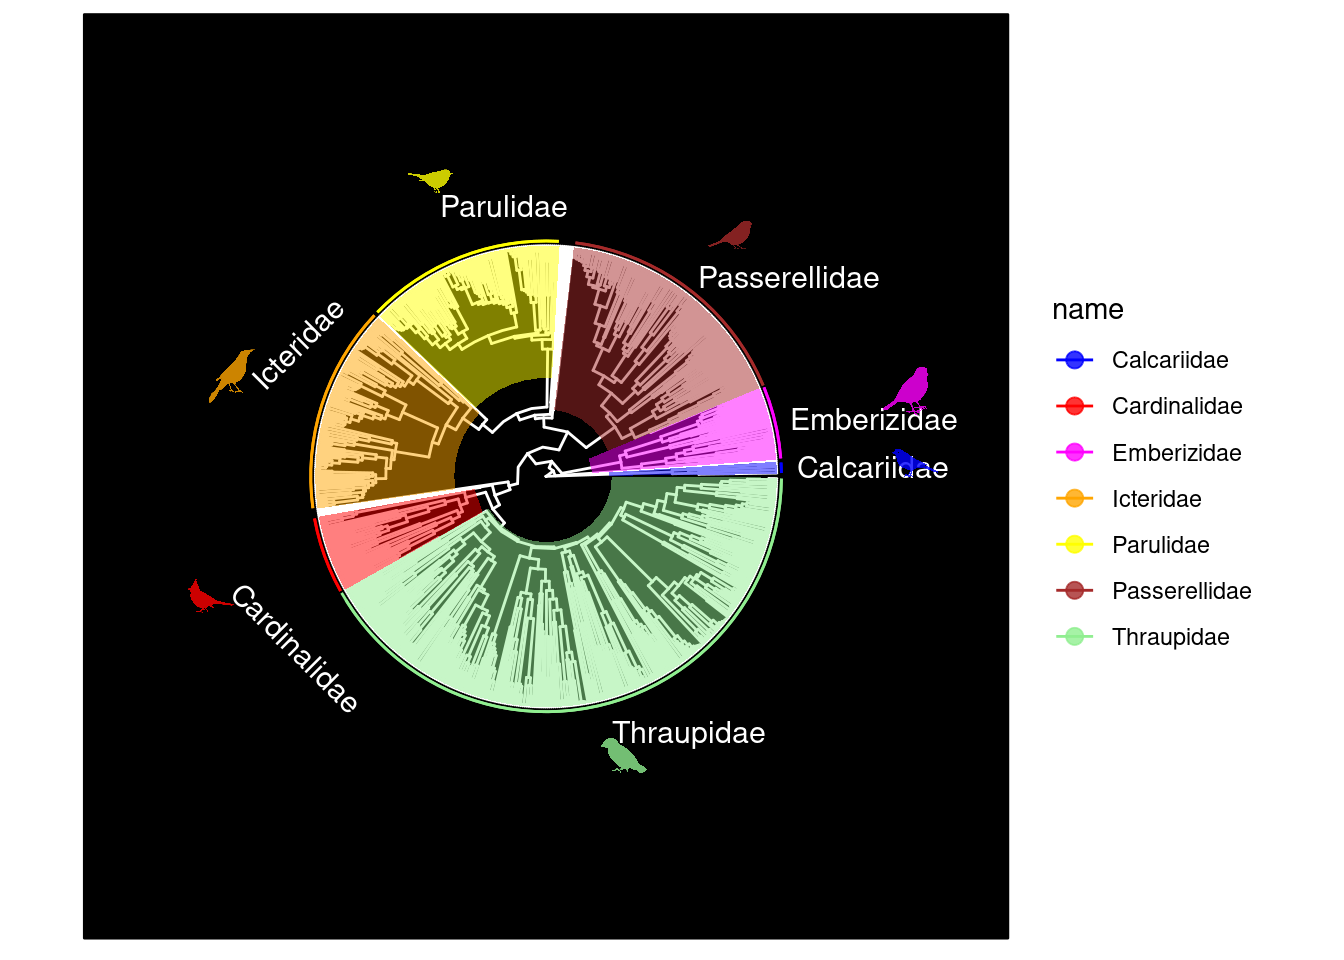 Parulidae
Passerellidae
Icteridae
Emberizidae
Calcariidae
Cardinalidae
Thraupidae
name
Calcariidae
Cardinalidae
Emberizidae
Icteridae
Parulidae
Passerellidae
Thraupidae